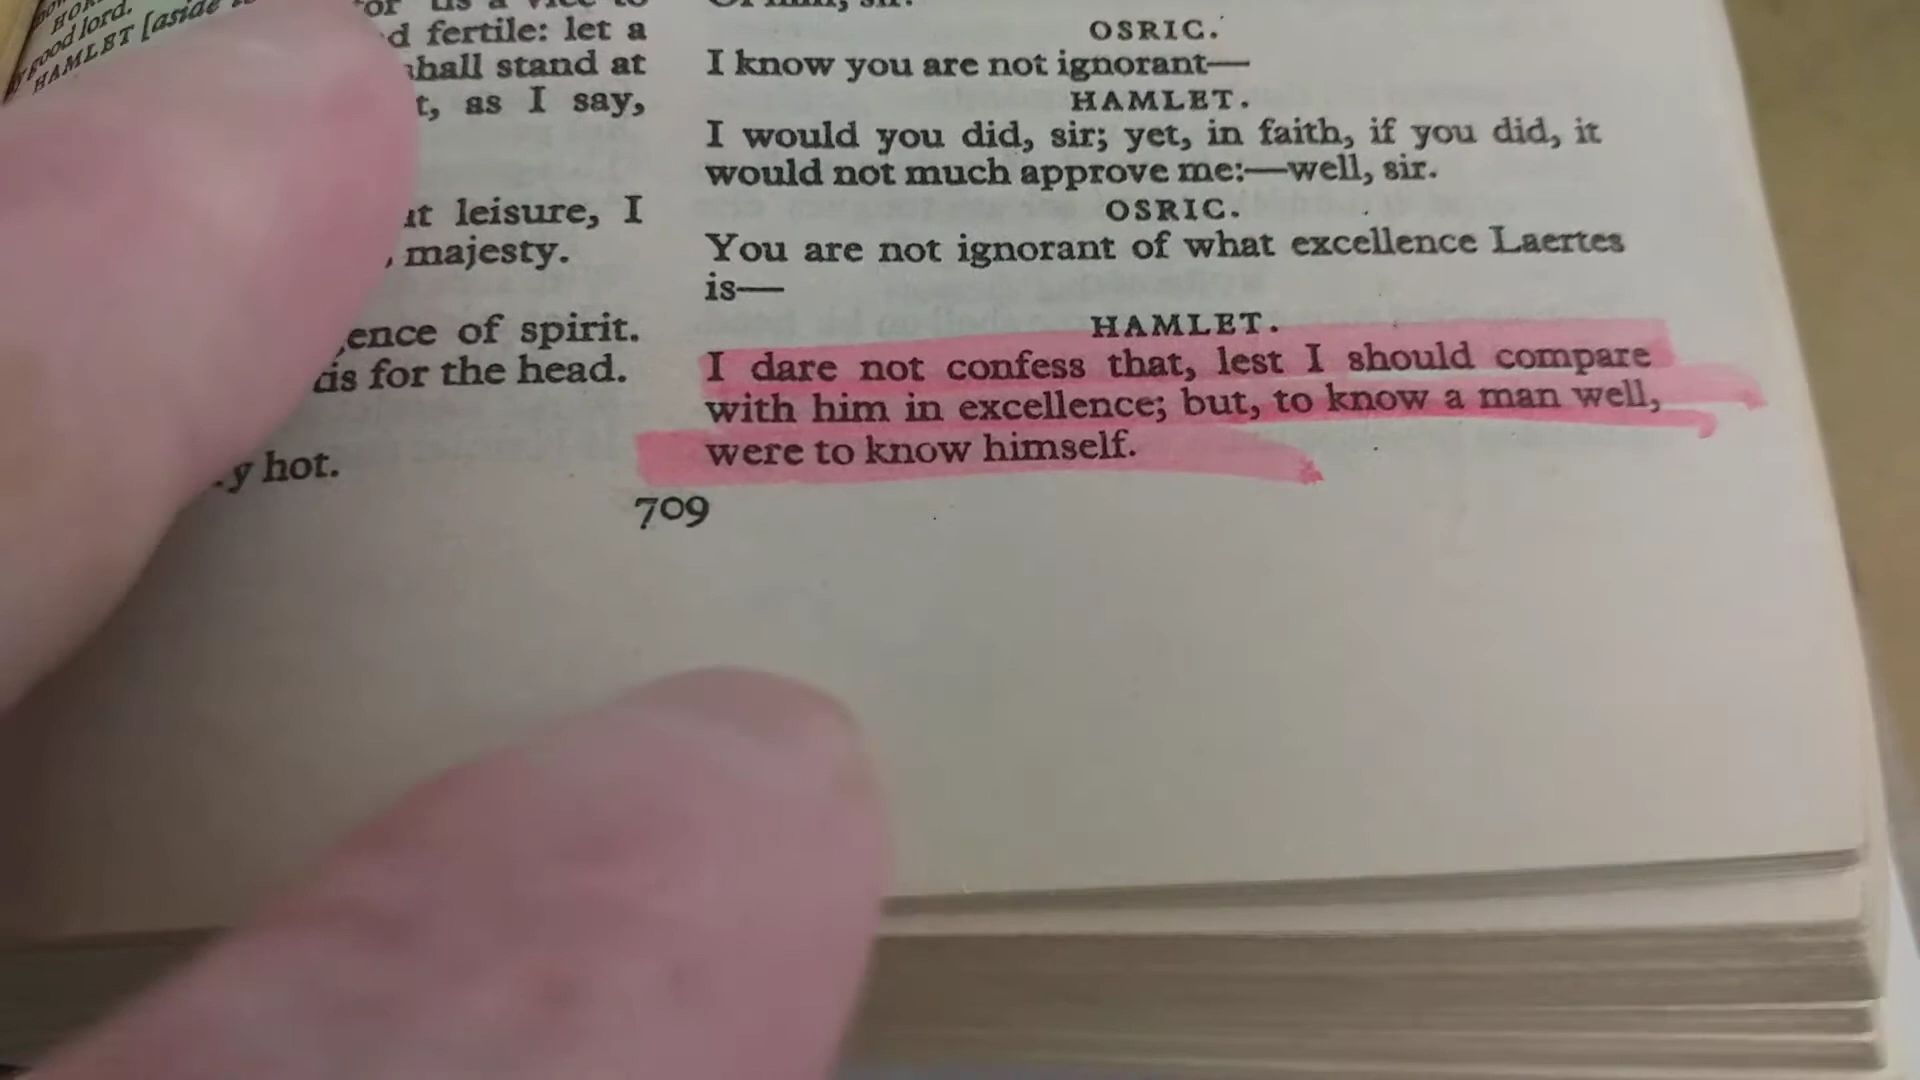 HAMLET [aside
good lord.
fertile: let a
shall stand at
as I say,
leisure, I
majesty.
of spirit.
for the head.
hot.
OSRIC.
I know you are not ignorant—
HAMLET.
I would you did, sir; yet, in faith, if you did, it
would not much approve me:—well, sir.
OSRIC.
You are not ignorant of what excellence Laertes
is—
HAMLET.
I dare not confess that, lest I should compare
with him in excellence; but, to know a man well,
were to know himself.
709